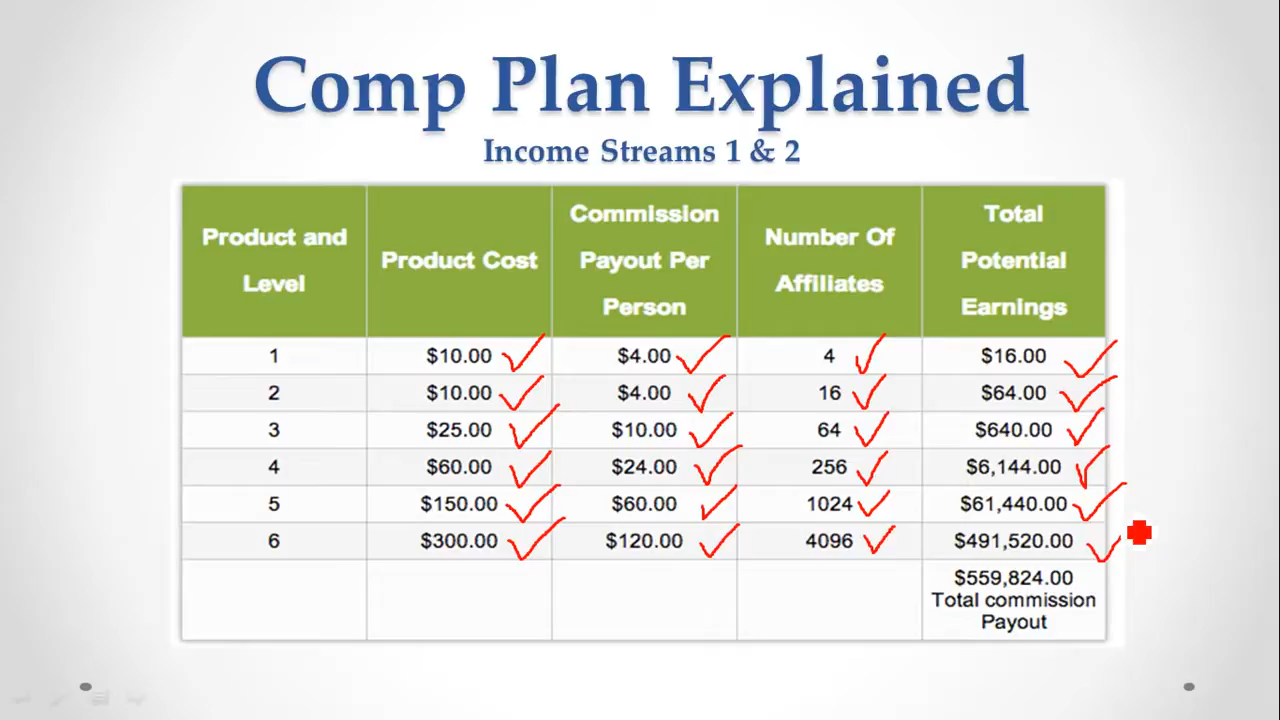 Comp Plan Explained
Income Streams 1 & 2
Product and Level
Product Cost
Commission Payout Per Person
Number Of Affiliates
Total Potential Earnings
1 $10.00 $4.00 4 $16.00
2 $10.00 $4.00 16 $64.00
3 $25.00 $10.00 64 $640.00
4 $60.00 $24.00 256 $6,144.00
5 $150.00 $60.00 1024 $61,440.00
6 $300.00 $120.00 4096 $491,520.00
$559,824.00
Total commission
Payout